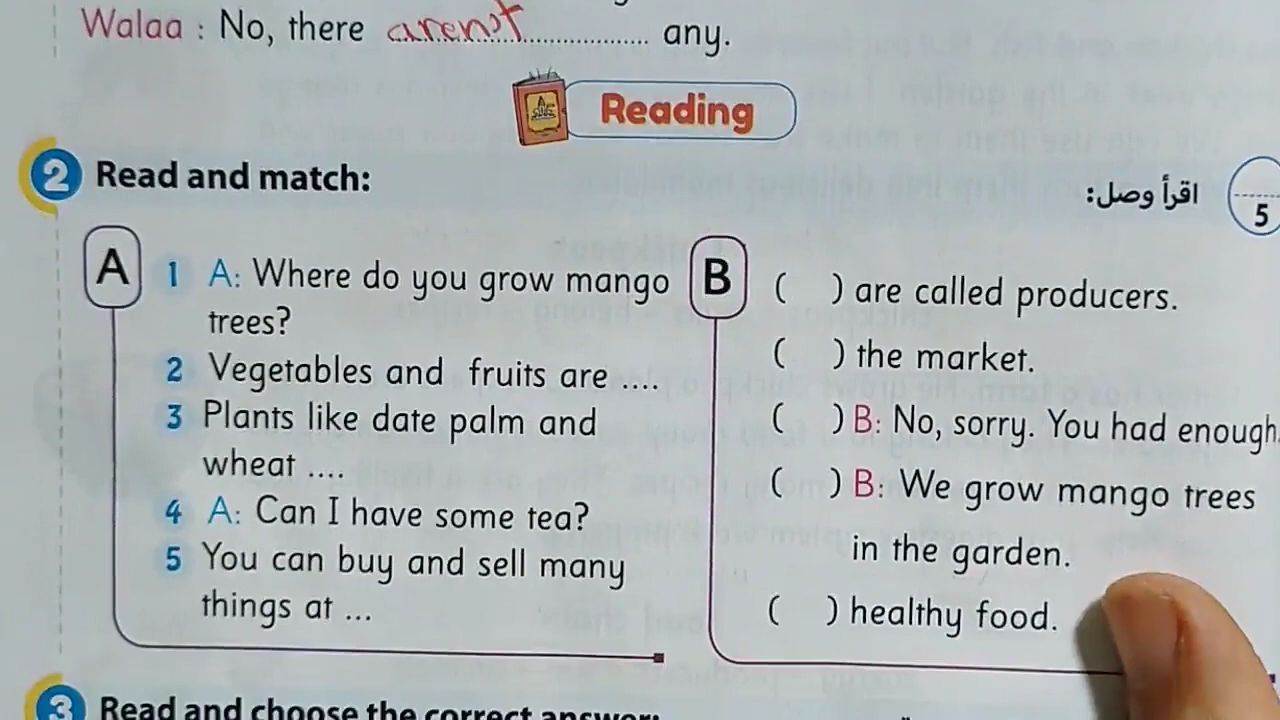 Walaa : No, there arenot any.
Reading
2 Read and match:
اقرأ وصل:
5
A
1 A: Where do you grow mango
trees?
2 Vegetables and fruits are ....
3 Plants like date palm and
wheat ....
4 A: Can I have some tea?
5 You can buy and sell many
things at ...
B
( ) are called producers.
( ) the market.
( ) B: No, sorry. You had enough.
( ) B: We grow mango trees
in the garden.
( ) healthy food.
3 Read and choose the correct answer: